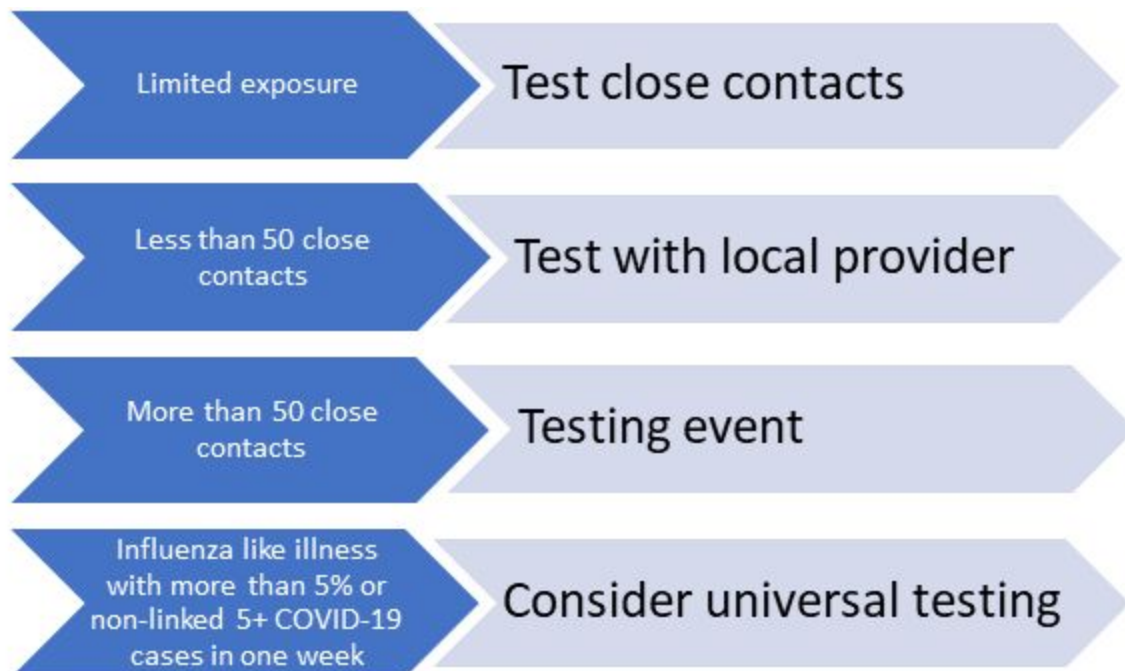 Limited exposure
Test close contacts
Less than 50 close
contacts
Test with local provider
More than 50 close
contacts
Testing event
Influenza like illness
with more than 5% or
non-linked 5+ COVID-19
cases in one week
Consider universal testing